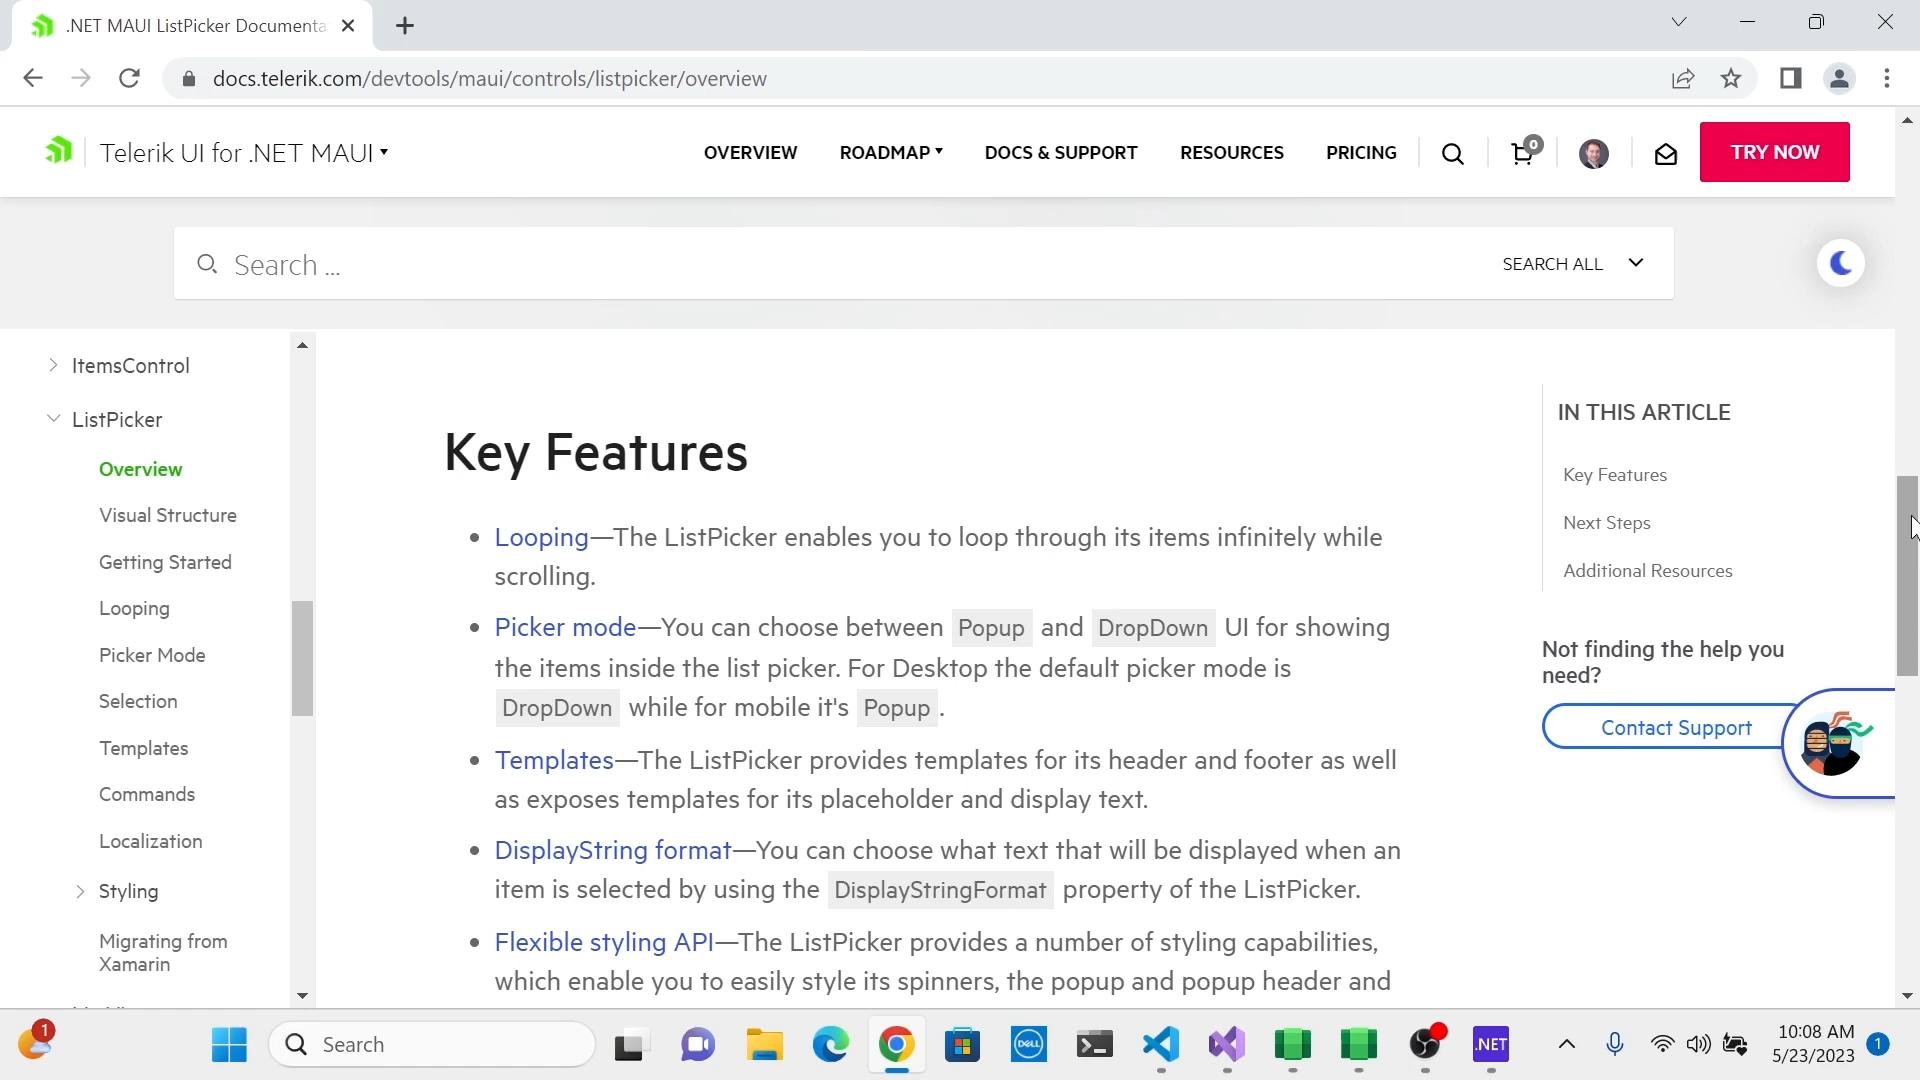 .NET MAUI ListPicker Documenta
docs.telerik.com/devtools/maui/controls/listpicker/overview
Telerik UI for .NET MAUI
OVERVIEW
ROADMAP
DOCS & SUPPORT
RESOURCES
PRICING
0
TRY NOW
Search ...
SEARCH ALL
ItemsControl
ListPicker
Overview
Visual Structure
Getting Started
Looping
Picker Mode
Selection
Templates
Commands
Localization
Styling
Migrating from
Xamarin
Key Features
Looping—The ListPicker enables you to loop through its items infinitely while
scrolling.
Picker mode—You can choose between Popup and DropDown UI for showing
the items inside the list picker. For Desktop the default picker mode is
DropDown while for mobile it's Popup.
Templates—The ListPicker provides templates for its header and footer as well
as exposes templates for its placeholder and display text.
DisplayString format—You can choose what text that will be displayed when an
item is selected by using the DisplayStringFormat property of the ListPicker.
Flexible styling API—The ListPicker provides a number of styling capabilities,
which enable you to easily style its spinners, the popup and popup header and
IN THIS ARTICLE
Key Features
Next Steps
Additional Resources
Not finding the help you
need?
Contact Support
1
Search
DELL
.NET
10:08 AM
5/23/2023
1